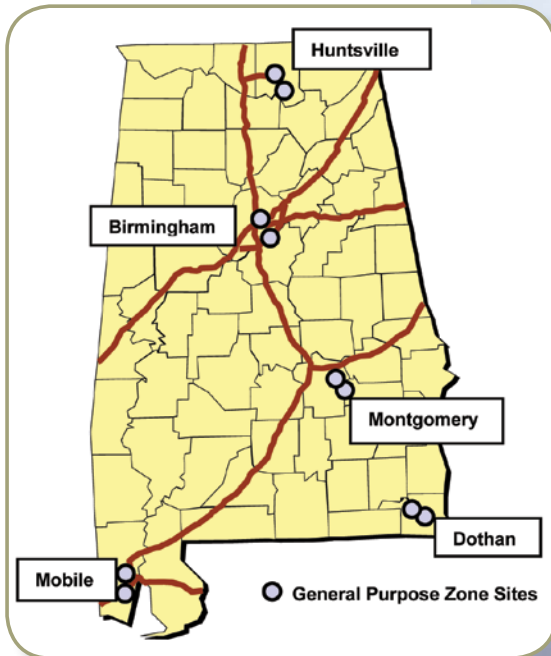 Huntsville
Birmingham
Montgomery
Dothan
Mobile
General Purpose Zone Sites